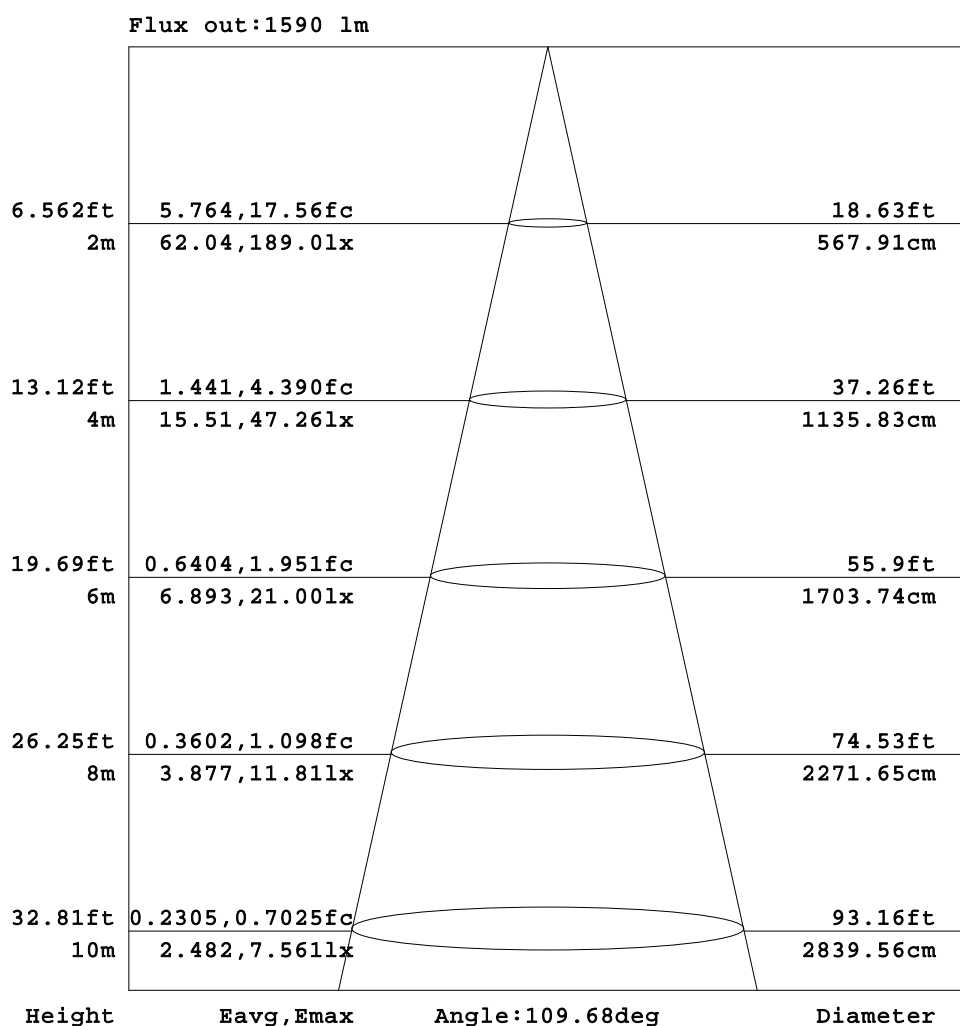 Flux out:1590 lm
6.562ft 5.764,17.56fc 18.63ft
2m 62.04,189.0lx 567.91cm
13.12ft 1.441,4.390fc 37.26ft
4m 15.51,47.26lx 1135.83cm
19.69ft 0.6404,1.951fc 55.9ft
6m 6.893,21.00lx 1703.74cm
26.25ft 0.3602,1.098fc 74.53ft
8m 3.877,11.81lx 2271.65cm
32.81ft 0.2305,0.7025fc 93.16ft
10m 2.482,7.561lx 2839.56cm
Height Eavg,Emax Angle:109.68deg Diameter